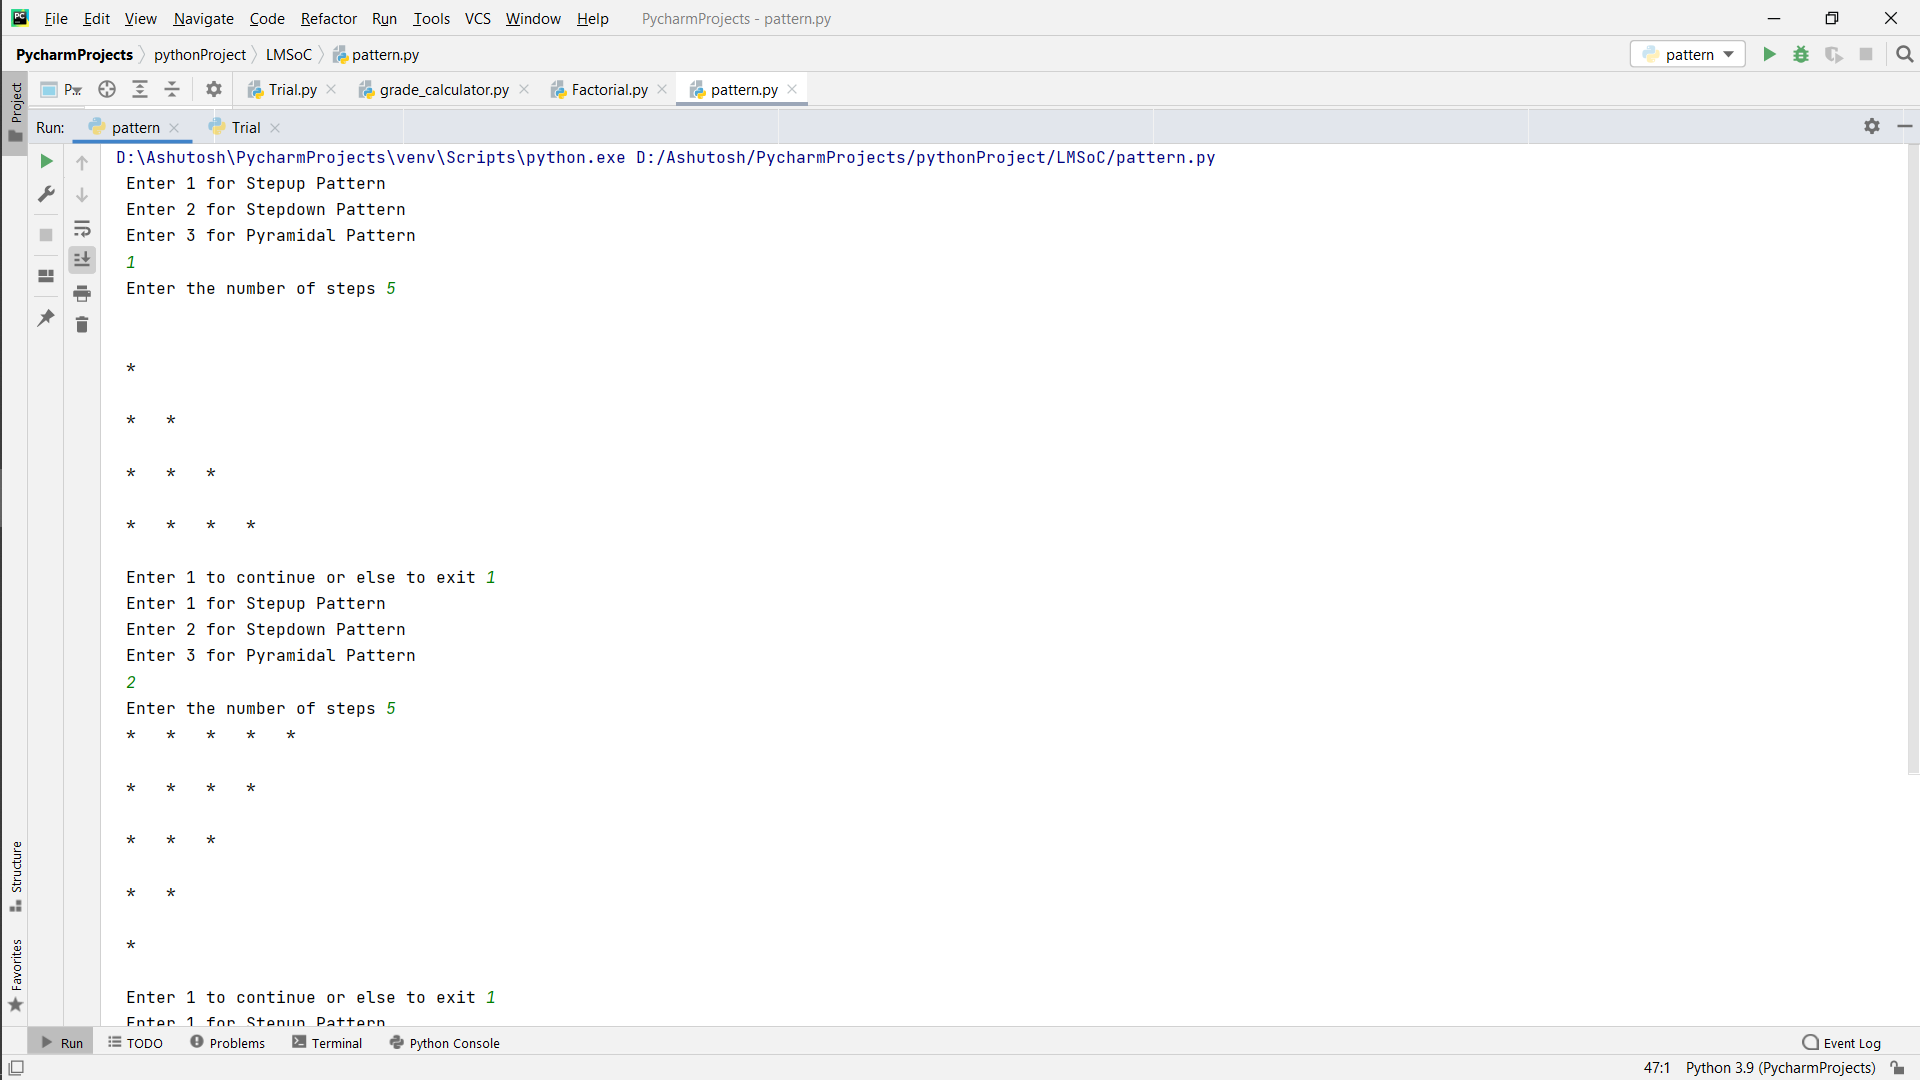 PC File Edit View Navigate Code Refactor Run Tools VCS Window Help PycharmProjects - pattern.py
PycharmProjects pythonProject LMSoC pattern.py pattern
Project
P... Trial.py grade_calculator.py Factorial.py pattern.py
Run: pattern Trial
D:\Ashutosh\PycharmProjects\venv\Scripts\python.exe D:/Ashutosh/PycharmProjects/pythonProject/LMSoC/pattern.py
Enter 1 for Stepup Pattern
Enter 2 for Stepdown Pattern
Enter 3 for Pyramidal Pattern
1
Enter the number of steps 5
*
* *
* * *
* * * *
Enter 1 to continue or else to exit 1
Enter 1 for Stepup Pattern
Enter 2 for Stepdown Pattern
Enter 3 for Pyramidal Pattern
2
Enter the number of steps 5
* * * * *
* * * *
* * *
* *
*
Enter 1 to continue or else to exit 1
Enter 1 for Stepup Pattern
Structure
Favorites
Run TODO Problems Terminal Python Console Event Log
47:1 Python 3.9 (PycharmProjects)